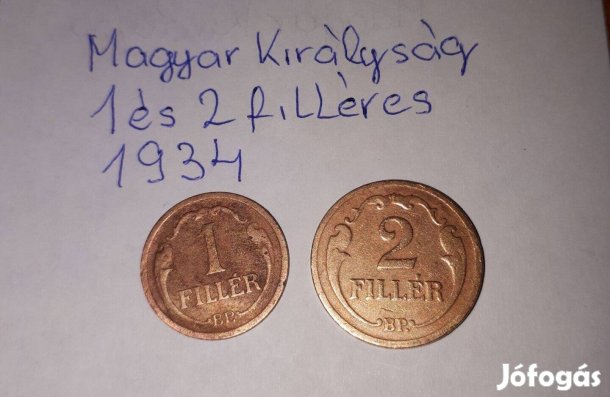 Magyar Királyság
1 és 2 filléres
1934
1
FILLÉR
BP.
2
FILLÉR
BP.
Jófogás